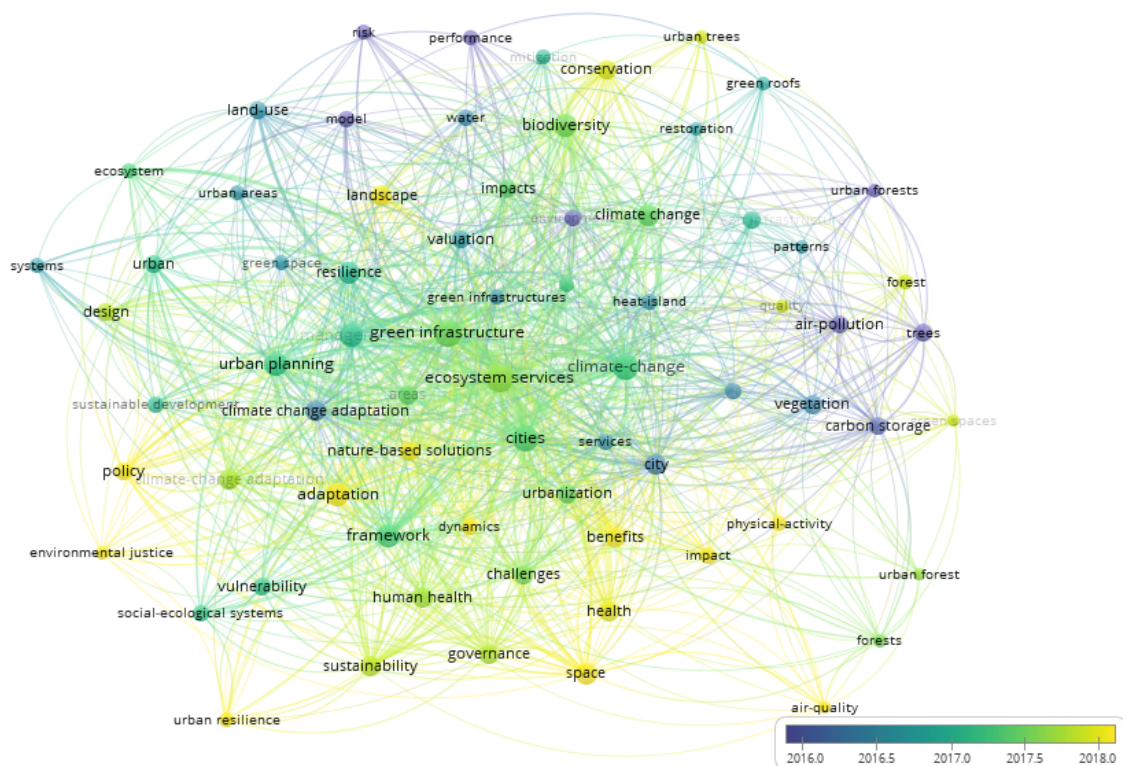 risk
performance
urban trees
mitigation
conservation
green roofs
land-use
model
water
biodiversity
restoration
ecosystem
urban areas
landscape
impacts
urban forests
climate change
valuation
patterns
systems
urban
green space
resilience
forest
green infrastructures
heat-island
quality
design
air-pollution
green infrastructure
trees
urban planning
climate-change
ecosystem services
areas
sustainable development
climate change adaptation
vegetation
carbon storage
green spaces
cities
services
nature-based solutions
city
policy
climate-change adaptation
adaptation
urbanization
dynamics
physical-activity
framework
benefits
environmental justice
impact
challenges
urban forest
vulnerability
human health
health
social-ecological systems
forests
governance
sustainability
space
air-quality
urban resilience
2016.0 2016.5 2017.0 2017.5 2018.0